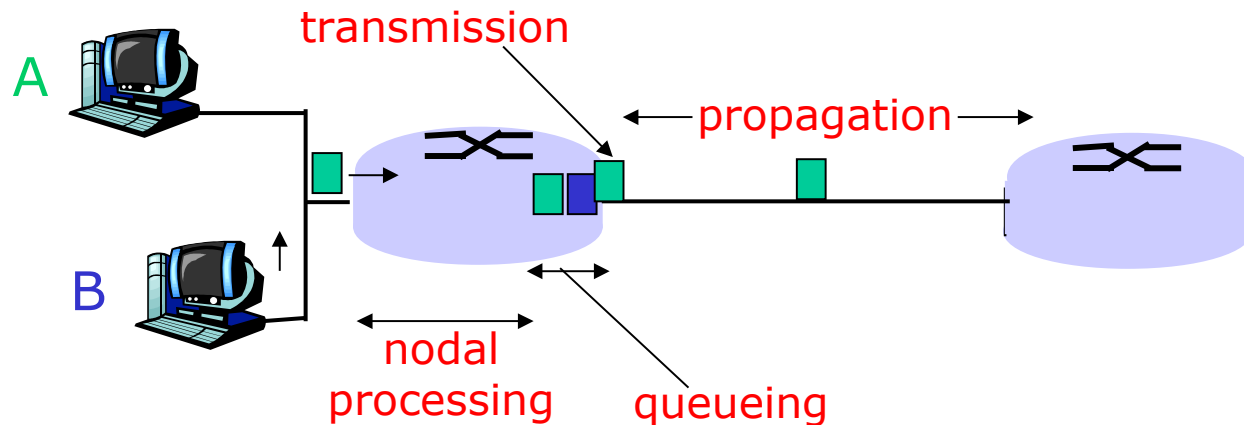 transmission
A
propagation
B
nodal
processing
queueing